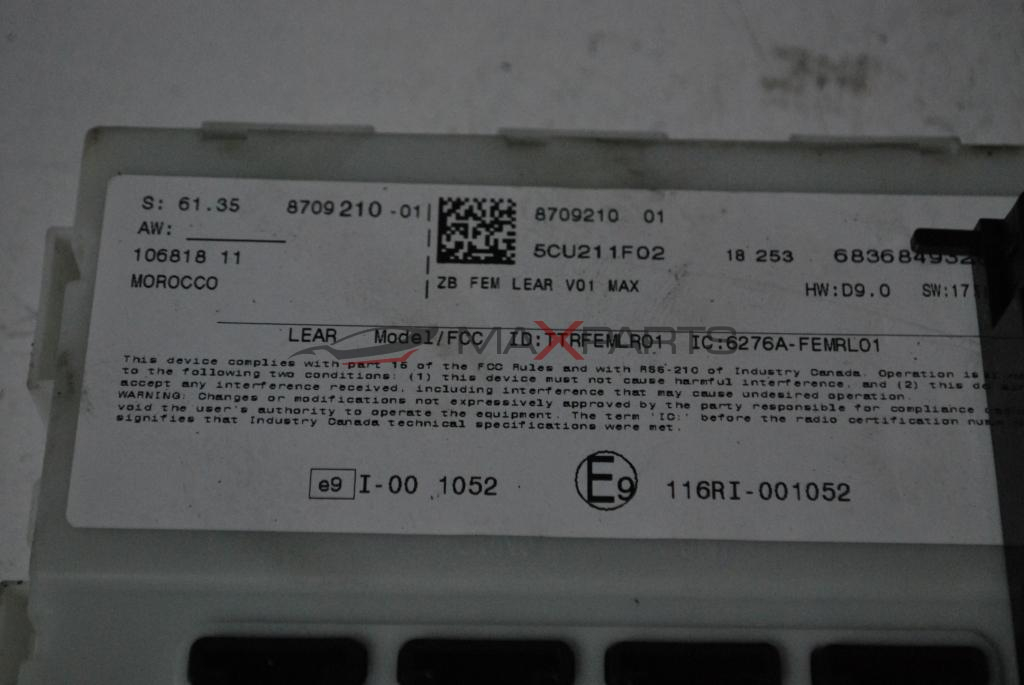 S: 61.35 8709210-01
AW:
106818 11
MOROCCO
8709210 01
5CU211F02 18 253
ZB FEM LEAR V01 MAX HW:D9.0
LEAR Model/FCC ID:TTRFEMLR01 IC:6276A-FEMRL01
MAXPARTS
This device complies with part 15 of the FCC Rules and with RSS-210 of Industry Canada. Operation is
to the following two conditions: (1) this device must not cause harmful interference, and (2) this
accept any interference received, including interference that may cause undesired operation.
WARNING: Changes or modifications not expressively approved by the party responsible for compliance
void the user's authority to operate the equipment. The term 'IC:' before the radio certification
signifies that Industry Canada technical specifications were met.
e9 I-00 1052 E9 116RI-001052